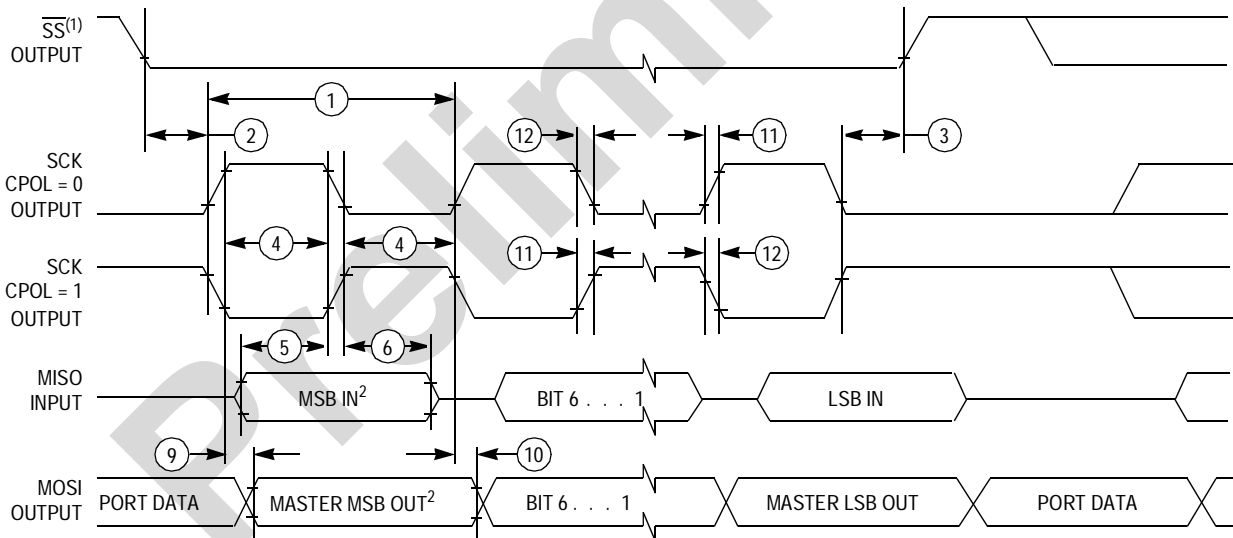 SS(1)
OUTPUT
1
2
12
11
3
SCK
CPOL = 0
OUTPUT
4
4
11
12
SCK
CPOL = 1
OUTPUT
5
6
MISO
INPUT
MSB IN2
BIT 6 . . . 1
LSB IN
9
10
MOSI
OUTPUT
PORT DATA
MASTER MSB OUT2
BIT 6 . . . 1
MASTER LSB OUT
PORT DATA
Prelim